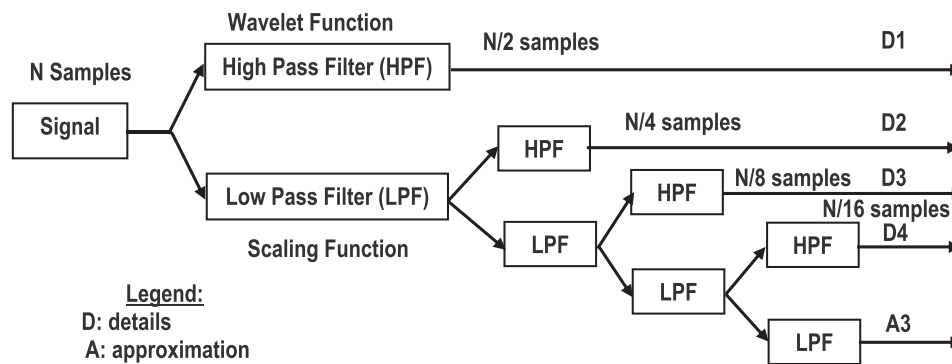 Wavelet Function
N Samples
High Pass Filter (HPF)
N/2 samples
D1
Signal
HPF
N/4 samples
D2
Low Pass Filter (LPF)
HPF
N/8 samples
D3
N/16 samples
Scaling Function
LPF
HPF
D4
LPF
Legend:
D: details
A: approximation
LPF
A3